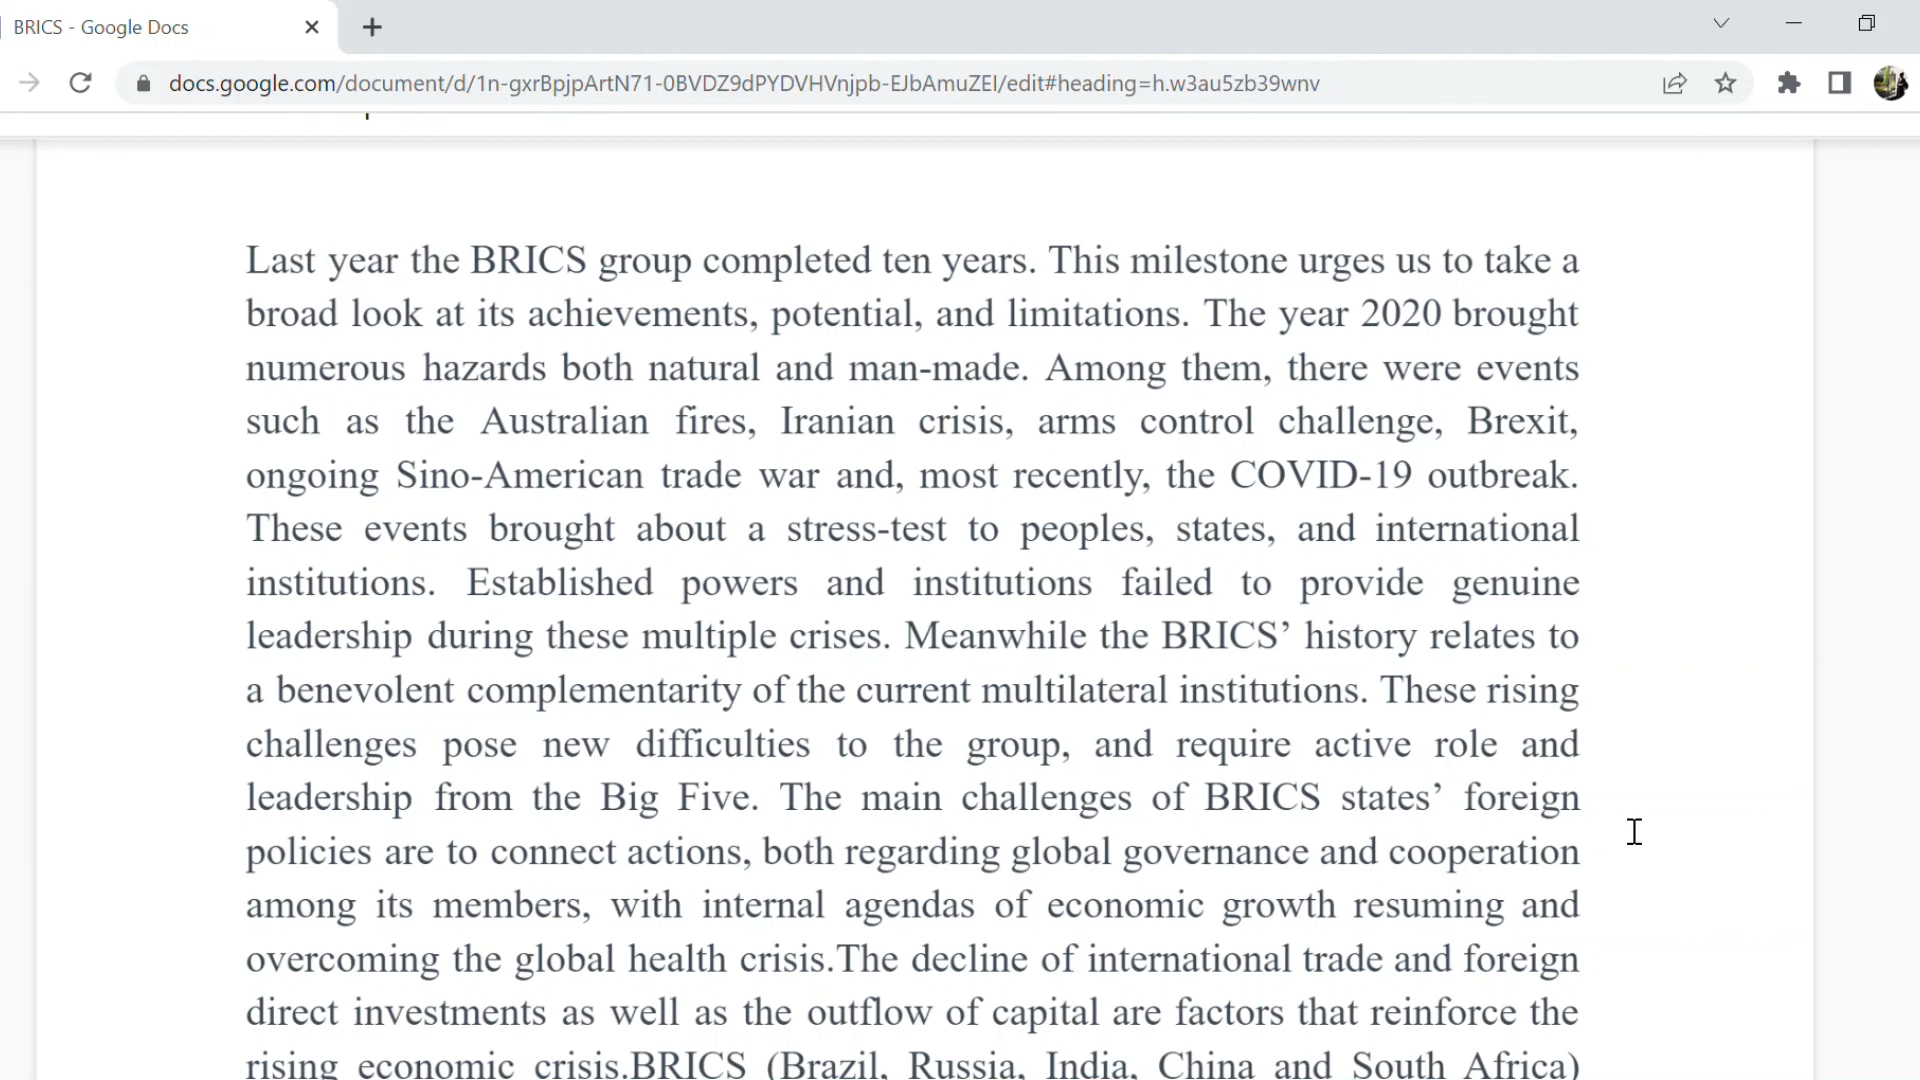 BRICS - Google Docs
docs.google.com/document/d/1n-gxrBpjpArtN71-0BVDZ9dPYDVHVnjpb-EJbAmuZEI/edit#heading=h.w3au5zb39wnv
Last year the BRICS group completed ten years. This milestone urges us to take a
broad look at its achievements, potential, and limitations. The year 2020 brought
numerous hazards both natural and man-made. Among them, there were events
such as the Australian fires, Iranian crisis, arms control challenge, Brexit,
ongoing Sino-American trade war and, most recently, the COVID-19 outbreak.
These events brought about a stress-test to peoples, states, and international
institutions. Established powers and institutions failed to provide genuine
leadership during these multiple crises. Meanwhile the BRICS’ history relates to
a benevolent complementarity of the current multilateral institutions. These rising
challenges pose new difficulties to the group, and require active role and
leadership from the Big Five. The main challenges of BRICS states’ foreign
policies are to connect actions, both regarding global governance and cooperation
among its members, with internal agendas of economic growth resuming and
overcoming the global health crisis.The decline of international trade and foreign
direct investments as well as the outflow of capital are factors that reinforce the
rising economic crisis.BRICS (Brazil, Russia, India, China and South Africa)